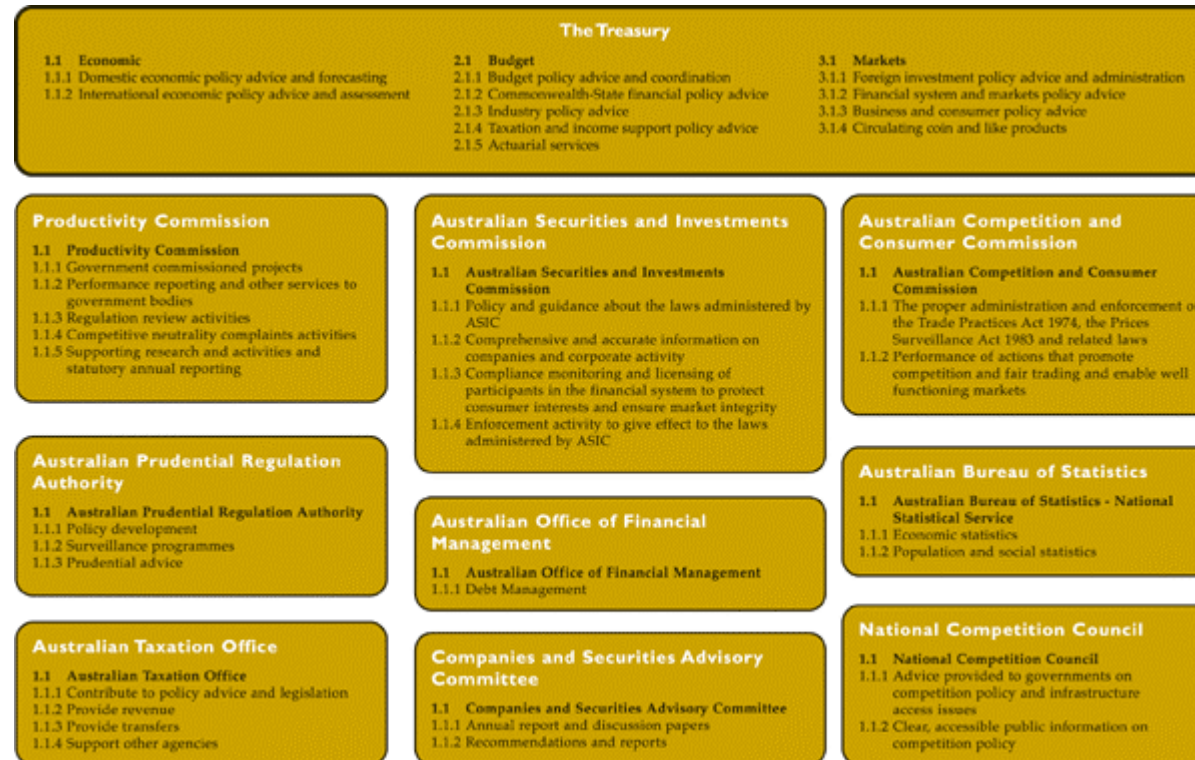 The Treasury
1.1 Economic
1.1.1 Domestic economic policy advice and forecasting
1.1.2 International economic policy advice and assessment
2.1 Budget
2.1.1 Budget policy advice and coordination
2.1.2 Commonwealth-State financial policy advice
2.1.3 Industry policy advice
2.1.4 Taxation and income support policy advice
2.1.5 Actuarial services
3.1 Markets
3.1.1 Foreign investment policy advice and administration
3.1.2 Financial system and markets policy advice
3.1.3 Business and consumer policy advice
3.1.4 Circulating coin and like products
Productivity Commission
1.1 Productivity Commission
1.1.1 Government commissioned projects
1.1.2 Performance reporting and other services to
government bodies
1.1.3 Regulation review activities
1.1.4 Competitive neutrality complaints activities
1.1.5 Supporting research and activities and
statutory annual reporting
Australian Securities and Investments
Commission
1.1 Australian Securities and Investments
Commission
1.1.1 Policy and guidance about the laws administered by
ASIC
1.1.2 Comprehensive and accurate information on
companies and corporate activity
1.1.3 Compliance monitoring and licensing of
participants in the financial system to protect
consumer interests and ensure market integrity
1.1.4 Enforcement activity to give effect to the laws
administered by ASIC
Australian Competition and
Consumer Commission
1.1 Australian Competition and Consumer
Commission
1.1.1 The proper administration and enforcement of
the Trade Practices Act 1974, the Prices
Surveillance Act 1983 and related laws
1.1.2 Performance of actions that promote
competition and fair trading and enable well
functioning markets
Australian Prudential Regulation
Authority
1.1 Australian Prudential Regulation Authority
1.1.1 Policy development
1.1.2 Surveillance programmes
1.1.3 Prudential advice
Australian Office of Financial
Management
1.1 Australian Office of Financial Management
1.1.1 Debt Management
Australian Bureau of Statistics
1.1 Australian Bureau of Statistics - National
Statistical Service
1.1.1 Economic statistics
1.1.2 Population and social statistics
Australian Taxation Office
1.1 Australian Taxation Office
1.1.1 Contribute to policy advice and legislation
1.1.2 Provide revenue
1.1.3 Provide transfers
1.1.4 Support other agencies
Companies and Securities Advisory
Committee
1.1 Companies and Securities Advisory Committee
1.1.1 Annual report and discussion papers
1.1.2 Recommendations and reports
National Competition Council
1.1 National Competition Council
1.1.1 Advice provided to governments on
competition policy and infrastructure
access issues
1.1.2 Clear, accessible public information on
competition policy